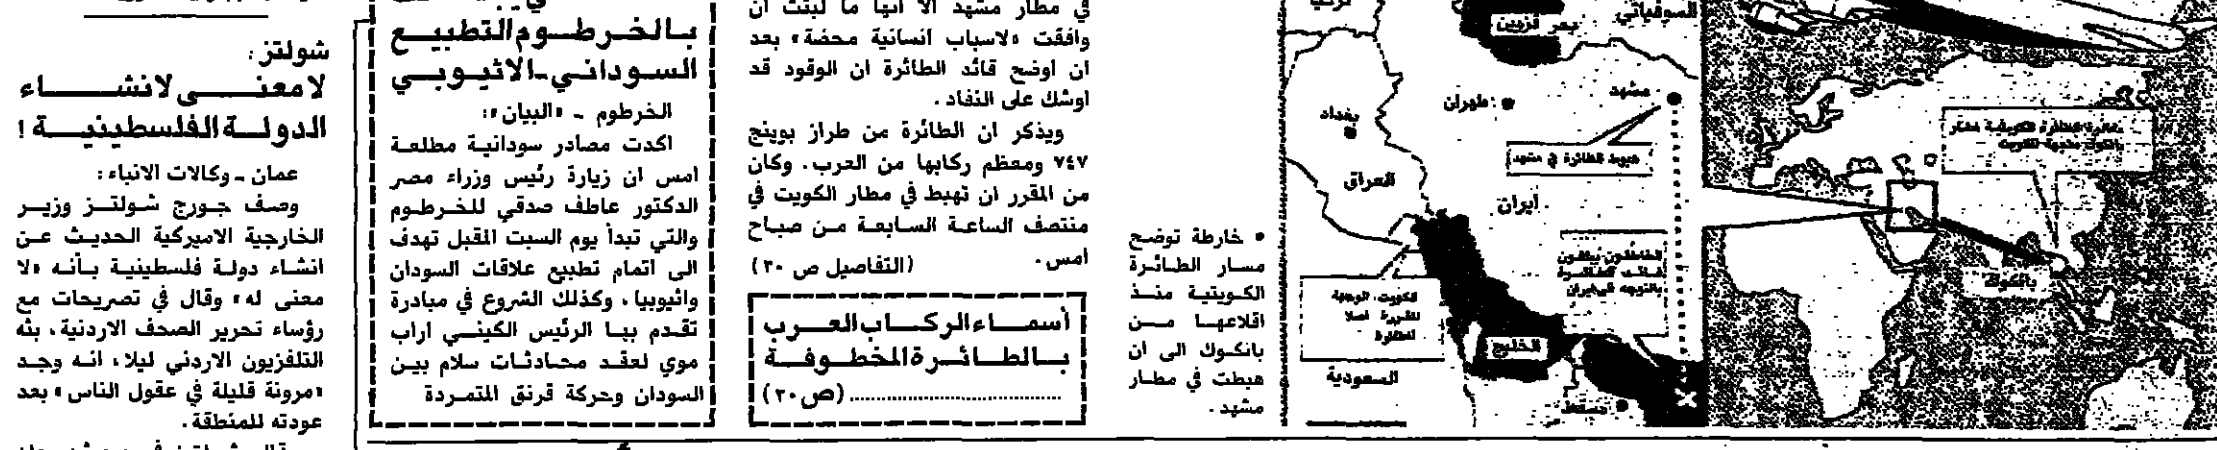 السوفياتي
تركيا
بحر قزوين
مشهد
طهران
بغداد
هبوط الطائرة في مشهد
العراق
ايران
الخليج
السعودية
مسقط
بانكوك
• خارطة توضح
مسار الطائرة
الكويتية منذ
اقلاعها من
بانكوك الى ان
هبطت في مطار
مشهد.
في مطار مشهد الا انها ما لبثت ان
وافقت «لاسباب انسانية محضة» بعد
ان اوضح قائد الطائرة ان الوقود قد
اوشك على النفاد.
ويذكر ان الطائرة من طراز بوينج
٧٤٧ ومعظم ركابها من العرب. وكان
من المقرر ان تهبط في مطار الكويت في
منتصف الساعة السابعة من صباح
امس.
(التفاصيل ص ٢٠)
أسماء الركاب العرب
بالطائرة المخطوفة
(ص ٢٠)
بالخرطوم التطبيع
السوداني-الاثيوبي
الخرطوم - «البيان»:
اكدت مصادر سودانية مطلعة
امس ان زيارة رئيس وزراء مصر
الدكتور عاطف صدقي للخرطوم
والتي تبدأ يوم السبت المقبل تهدف
الى اتمام تطبيع علاقات السودان
واثيوبيا، وكذلك الشروع في مبادرة
تقدم بها الرئيس الكيني اراب
موي لعقد محادثات سلام بين
السودان وحركة قرنق المتمردة
شولتز:
لا معنى لانشاء
الدولة الفلسطينية!
عمان - وكالات الانباء:
وصف جورج شولتز وزير
الخارجية الاميركية الحديث عن
انشاء دولة فلسطينية بأنه «لا
معنى له» وقال في تصريحات مع
رؤساء تحرير الصحف الاردنية، بثه
التلفزيون الاردني ليلا، انه وجد
«مرونة قليلة في عقول الناس» بعد
عودته للمنطقة.